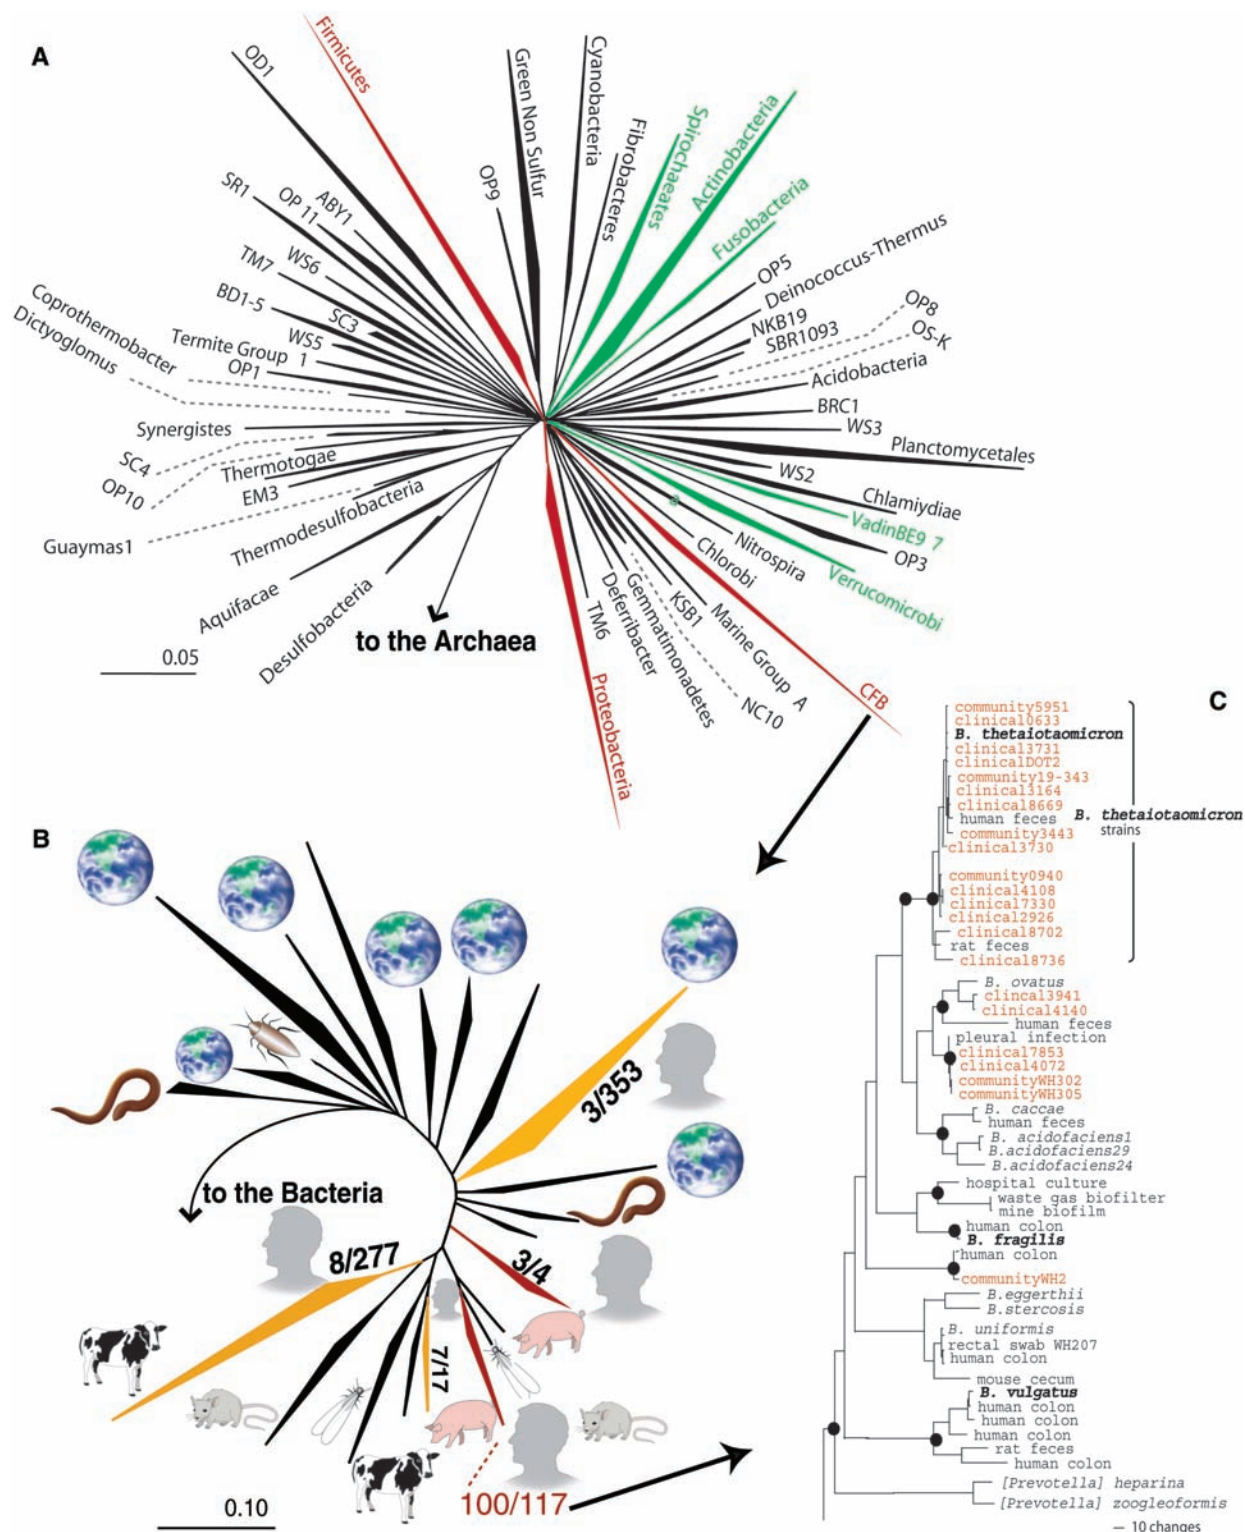 A
Firmicutes
OD1
Green Non Sulfur
Cyanobacteria
Fibrobacteres
Spirochaeates
Actinobacteria
Fusobacteria
OP9
SR1
OP 11
ABY1
TM7
WS6
BD1-5
SC3
WS5
Termite Group 1
OP1
Coprothermobacter
Dictyoglomus
Synergistes
SC4
OP10
Thermotogae
EM3
Guaymas1
Thermodesulfobacteria
Aquifacae
Desulfobacteria
OP5
Deinococcus-Thermus
NKB19
SBR1093
OP8
OS-K
Acidobacteria
BRC1
WS3
Planctomycetales
WS2
Chlamiydiae
VadinBE9 7
OP3
Verrucomicrobi
Nitrospira
Chlorobi
CFB
Marine Group A
NC10
KSB1
Gemmatimonadetes
Deferribacter
TM6
Proteobacteria
to the Archaea
0.05
B
3/353
to the Bacteria
8/277
3/4
7/17
100/117
0.10
C
community5951
clinical0633
B. thetaiotaomicron
clinical3731
clinicalDOT2
community19-343
clinical3164
clinical8669
human feces
B. thetaiotaomicron
strains
community3443
clinical3730
community0940
clinical4108
clinical7330
clinical2926
clinical8702
rat feces
clinical8736
B. ovatus
clincal3941
clinical4140
human feces
pleural infection
clinical7853
clinical4072
communityWH302
communityWH305
B. caccae
human feces
B. acidofaciens1
B.acidofaciens29
B.acidofaciens24
hospital culture
waste gas biofilter
mine biofilm
human colon
B. fragilis
human colon
communityWH2
B.eggerthii
B.stercosis
B. uniformis
rectal swab WH207
human colon
mouse cecum
B. vulgatus
human colon
human colon
human colon
rat feces
human colon
[Prevotella] heparina
[Prevotella] zoogleoformis
— 10 changes